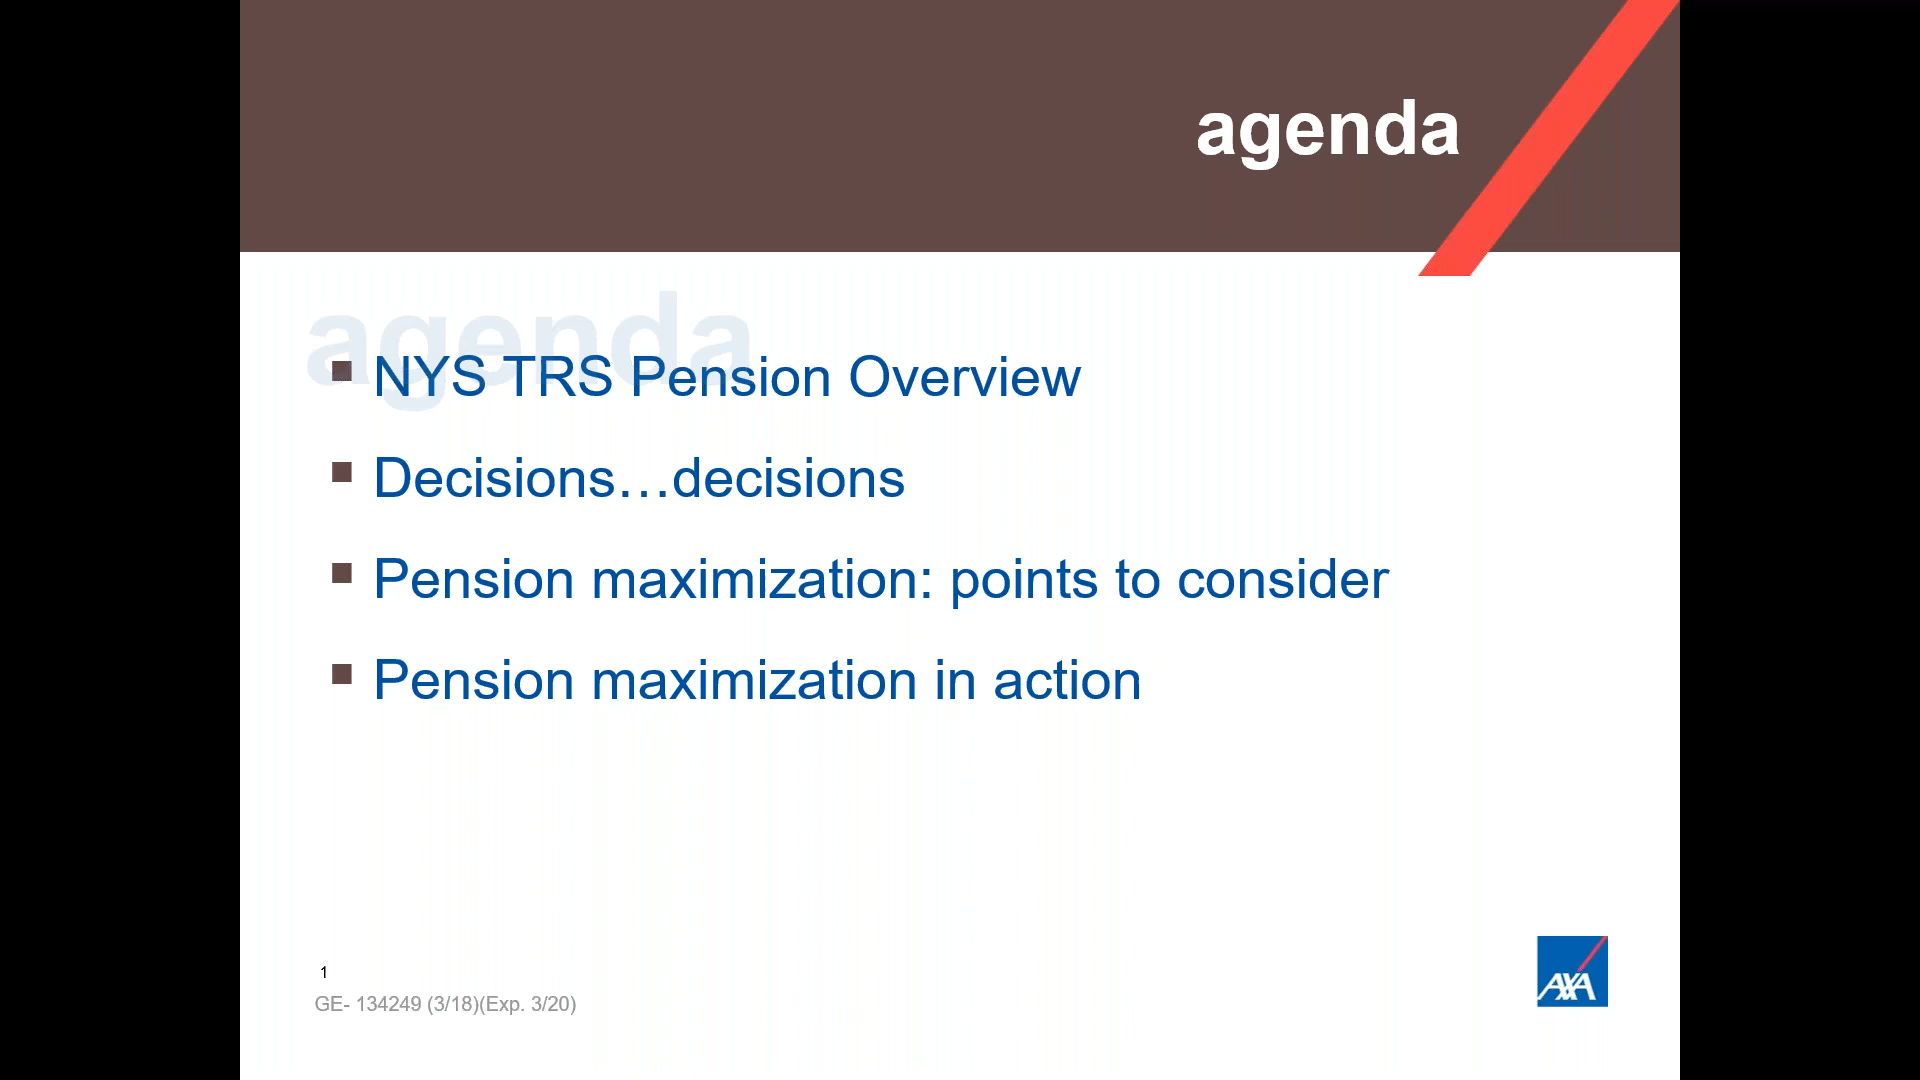 agenda
agenda
NYS TRS Pension Overview
Decisions…decisions
Pension maximization: points to consider
Pension maximization in action
1
GE- 134249 (3/18)(Exp. 3/20)
AXA